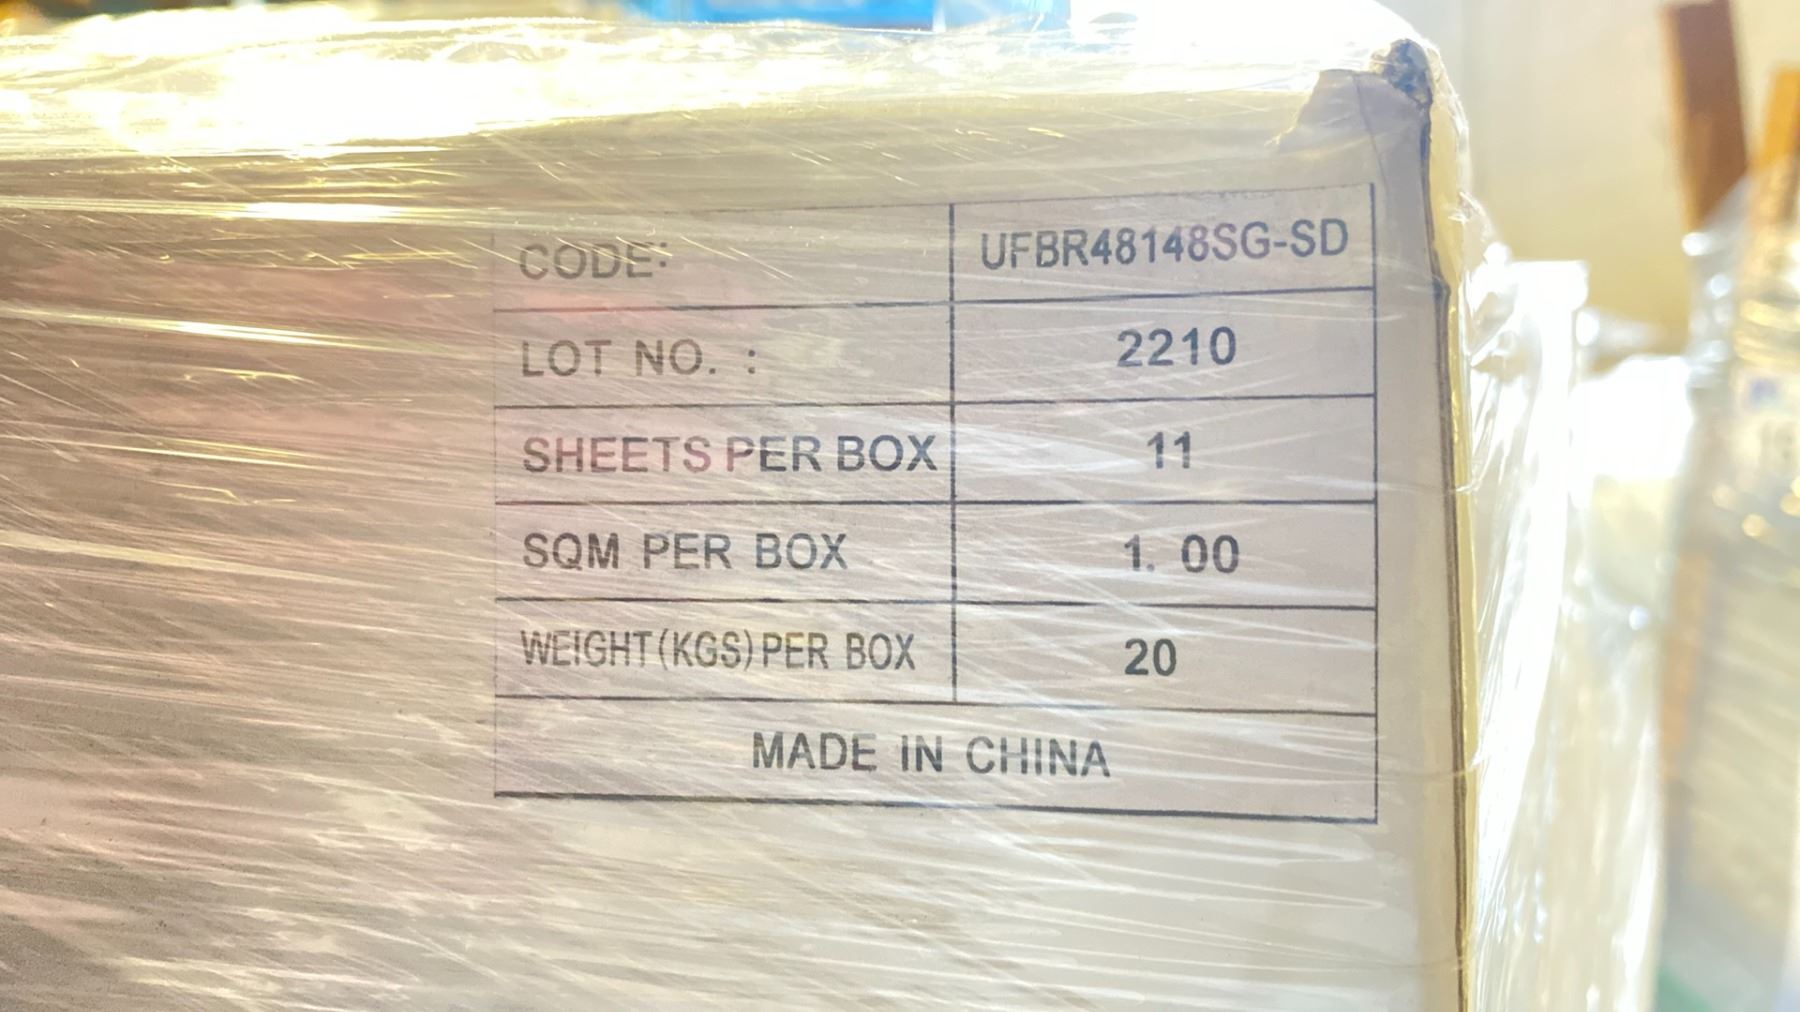 CODE: UFBR48148SG-SD
LOT NO. : 2210
SHEETS PER BOX 11
SQM PER BOX 1. 00
WEIGHT(KGS)PER BOX 20
MADE IN CHINA